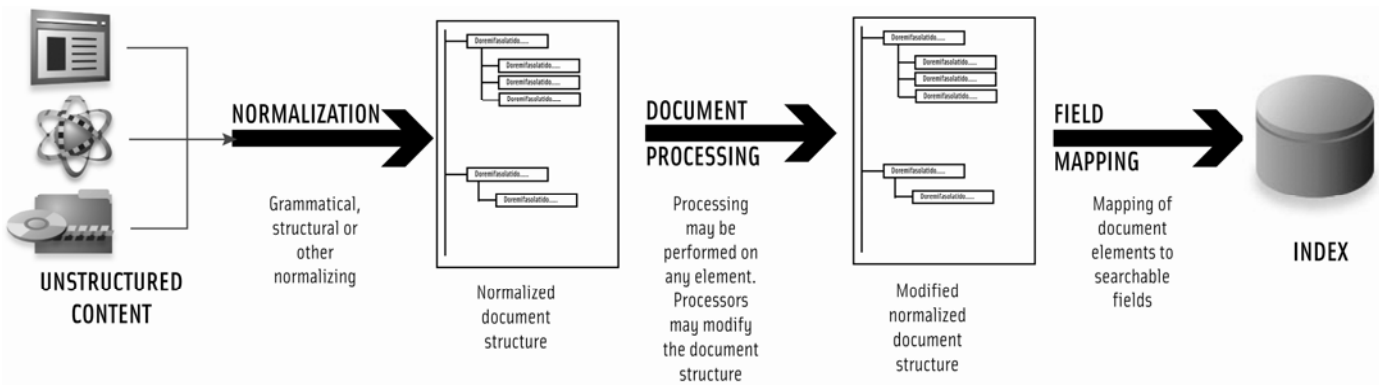 UNSTRUCTURED
CONTENT
NORMALIZATION
Grammatical,
structural or
other
normalizing
Doremifasolatido.....
Doremifasolatido.....
Doremifasolatido.....
Doremifasolatido.....
Doremifasolatido.....
Doremifasolatido.....
Normalized
document
structure
DOCUMENT
PROCESSING
Processing
may be
performed on
any element.
Processors
may modify
the document
structure
Doremifasolatido.....
Doremifasolatido.....
Doremifasolatido.....
Doremifasolatido.....
Doremifasolatido.....
Doremifasolatido.....
Modified
normalized
document
structure
FIELD
MAPPING
Mapping of
document
elements to
searchable
fields
INDEX